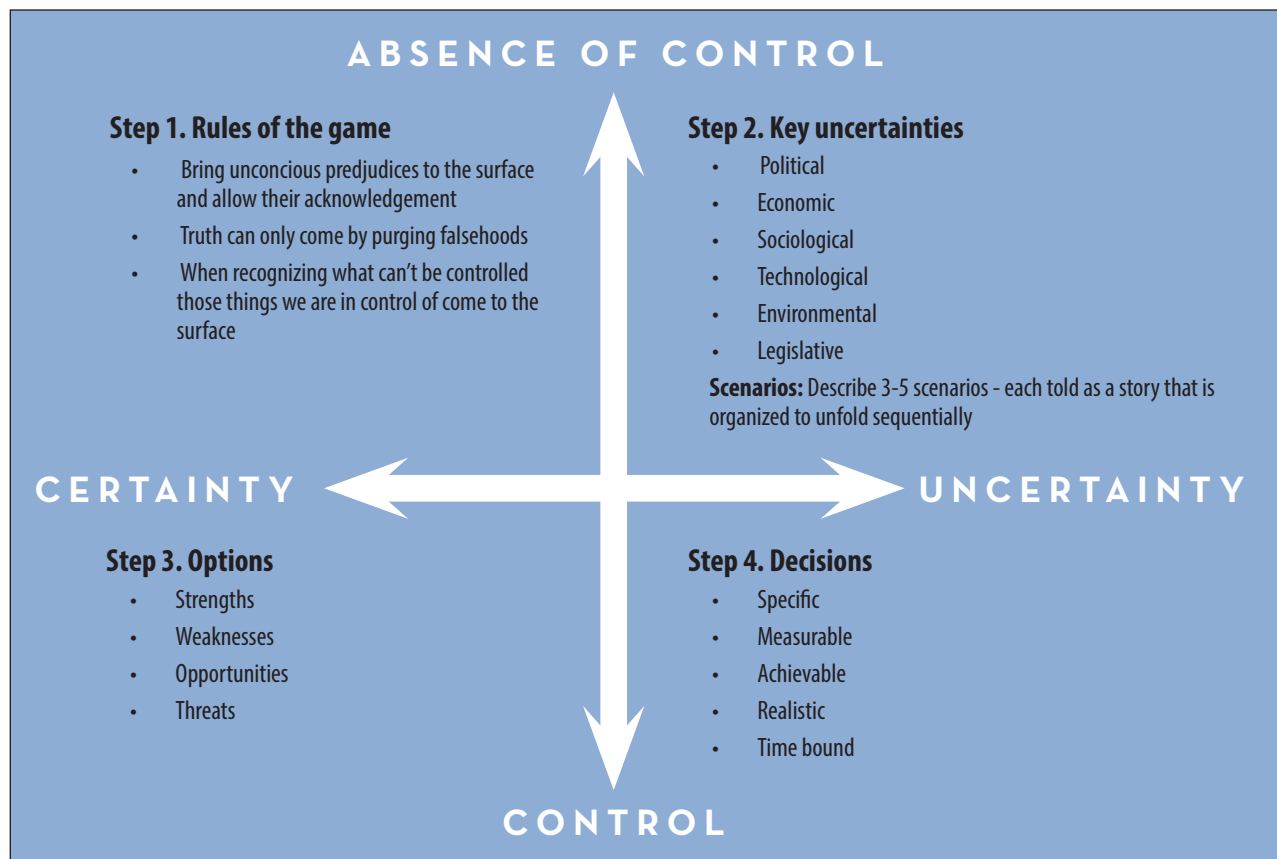 ABSENCE OF CONTROL
Step 1. Rules of the game
• Bring unconcious predjudices to the surface
and allow their acknowledgement
• Truth can only come by purging falsehoods
• When recognizing what can't be controlled
those things we are in control of come to the
surface
Step 2. Key uncertainties
• Political
• Economic
• Sociological
• Technological
• Environmental
• Legislative
Scenarios: Describe 3-5 scenarios - each told as a story that is
organized to unfold sequentially
CERTAINTY
UNCERTAINTY
Step 3. Options
• Strengths
• Weaknesses
• Opportunities
• Threats
Step 4. Decisions
• Specific
• Measurable
• Achievable
• Realistic
• Time bound
CONTROL